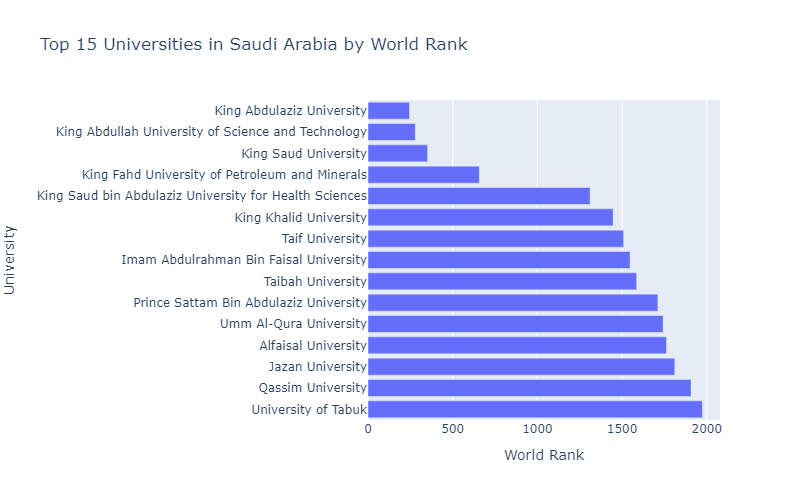 Top 15 Universities in Saudi Arabia by World Rank
University
King Abdulaziz University
King Abdullah University of Science and Technology
King Saud University
King Fahd University of Petroleum and Minerals
King Saud bin Abdulaziz University for Health Sciences
King Khalid University
Taif University
Imam Abdulrahman Bin Faisal University
Taibah University
Prince Sattam Bin Abdulaziz University
Umm Al-Qura University
Alfaisal University
Jazan University
Qassim University
University of Tabuk
0 500 1000 1500 2000
World Rank